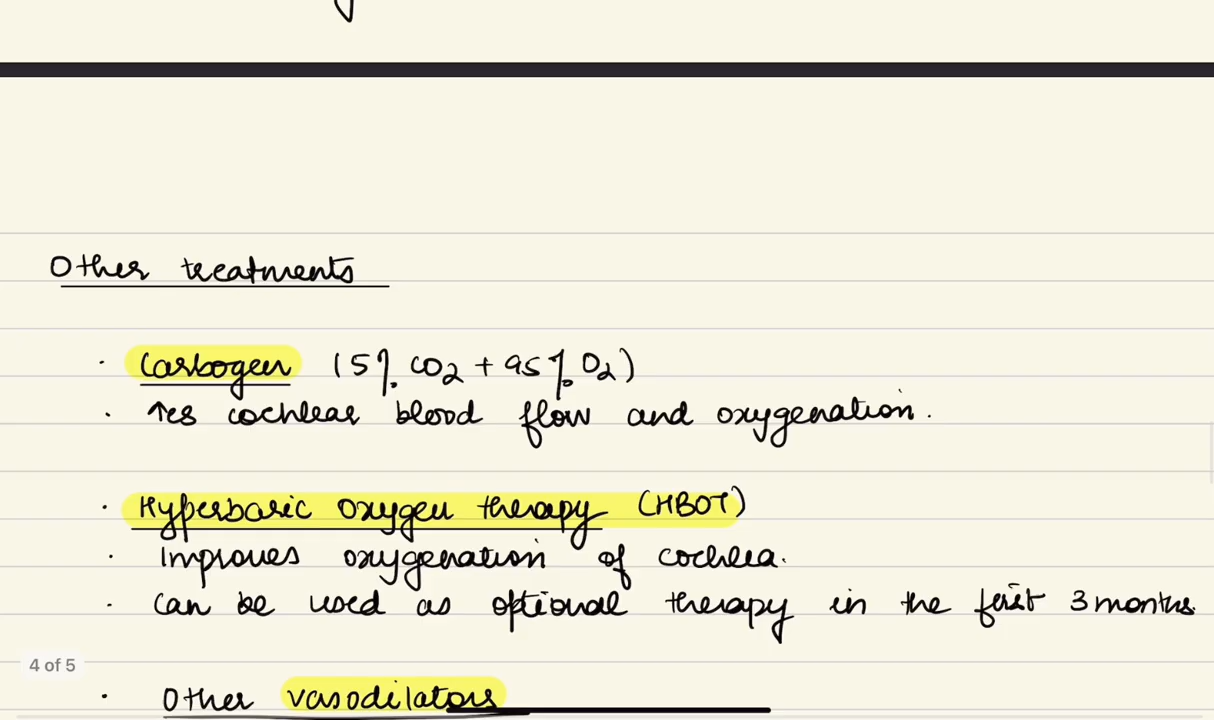 Other treatments
· Carbogen (5% CO2 + 95% O2)
· ↑es cochlear blood flow and oxygenation.
· Hyperbaric oxygen therapy (HBOT)
· Improves oxygenation of cochlea.
· Can be used as optional therapy in the first 3 months.
4 of 5
· Other vasodilators